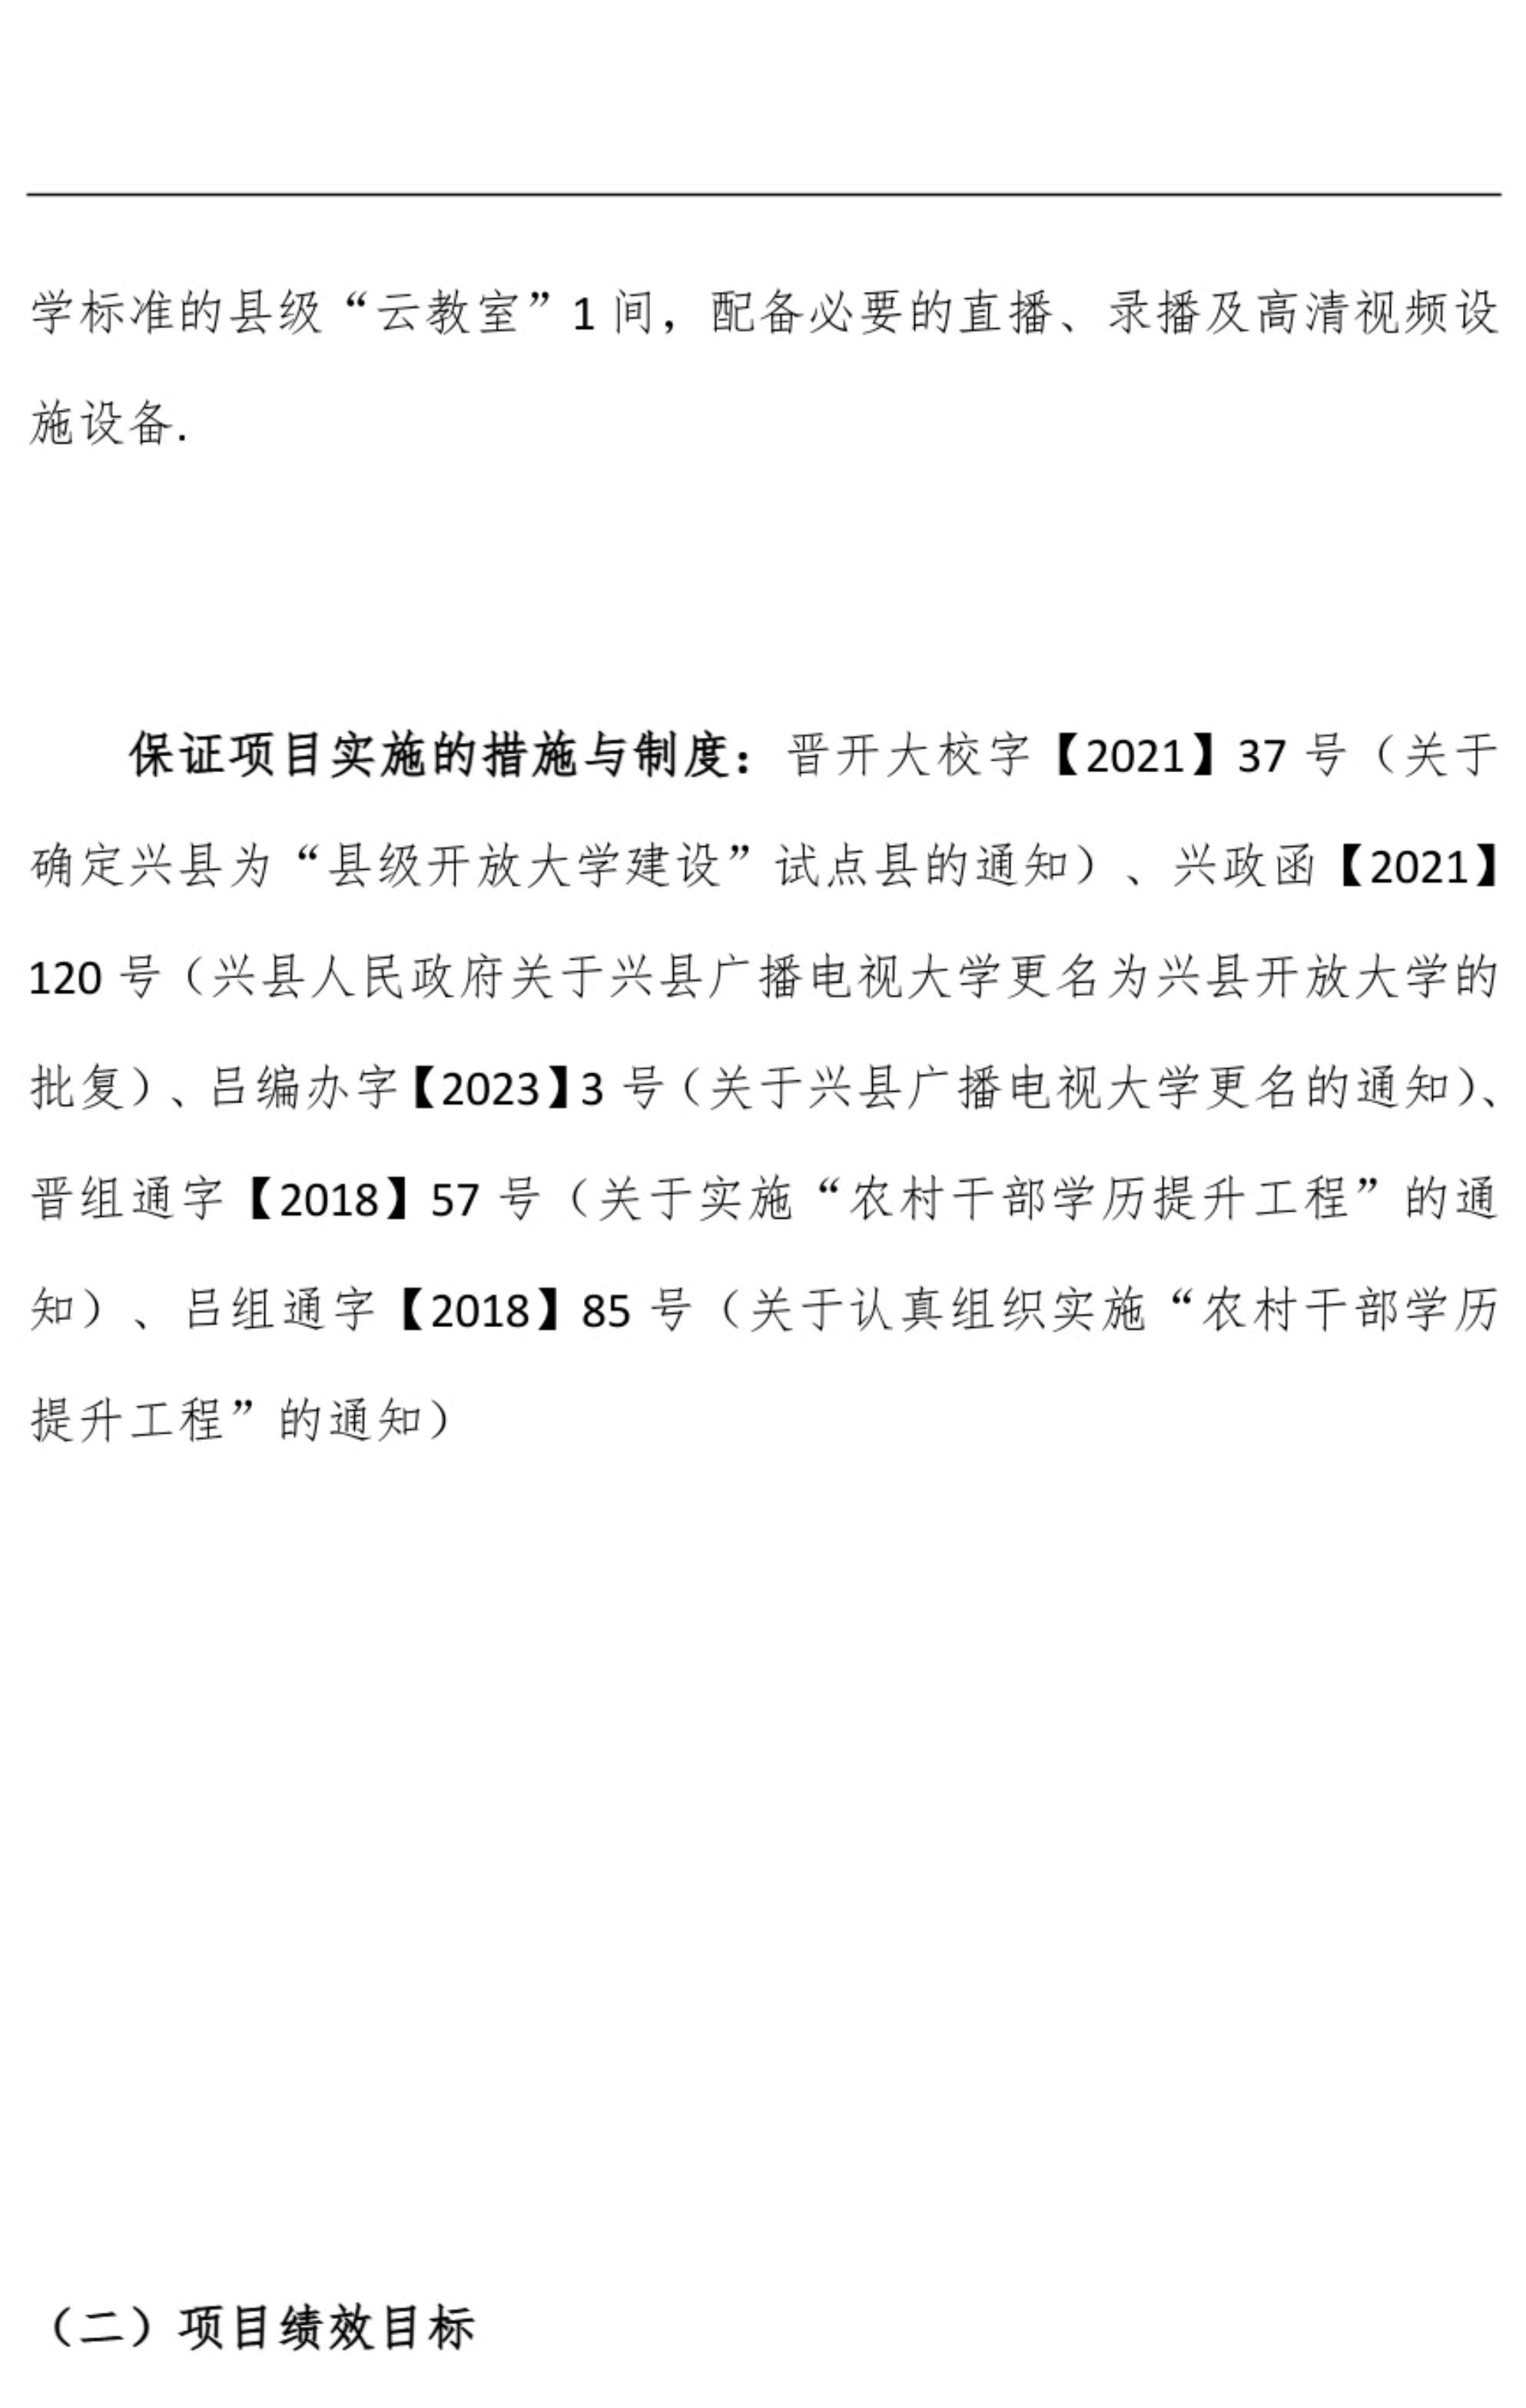 学标准的县级“云教室”1 间，配备必要的直播、录播及高清视频设
施设备.
保证项目实施的措施与制度：晋开大校字【2021】37 号（关于
确定兴县为“县级开放大学建设”试点县的通知）、兴政函【2021】
120 号（兴县人民政府关于兴县广播电视大学更名为兴县开放大学的
批复）、吕编办字【2023】3 号（关于兴县广播电视大学更名的通知）、
晋组通字【2018】57 号（关于实施“农村干部学历提升工程”的通
知）、吕组通字【2018】85 号（关于认真组织实施“农村干部学历
提升工程”的通知）
（二）项目绩效目标